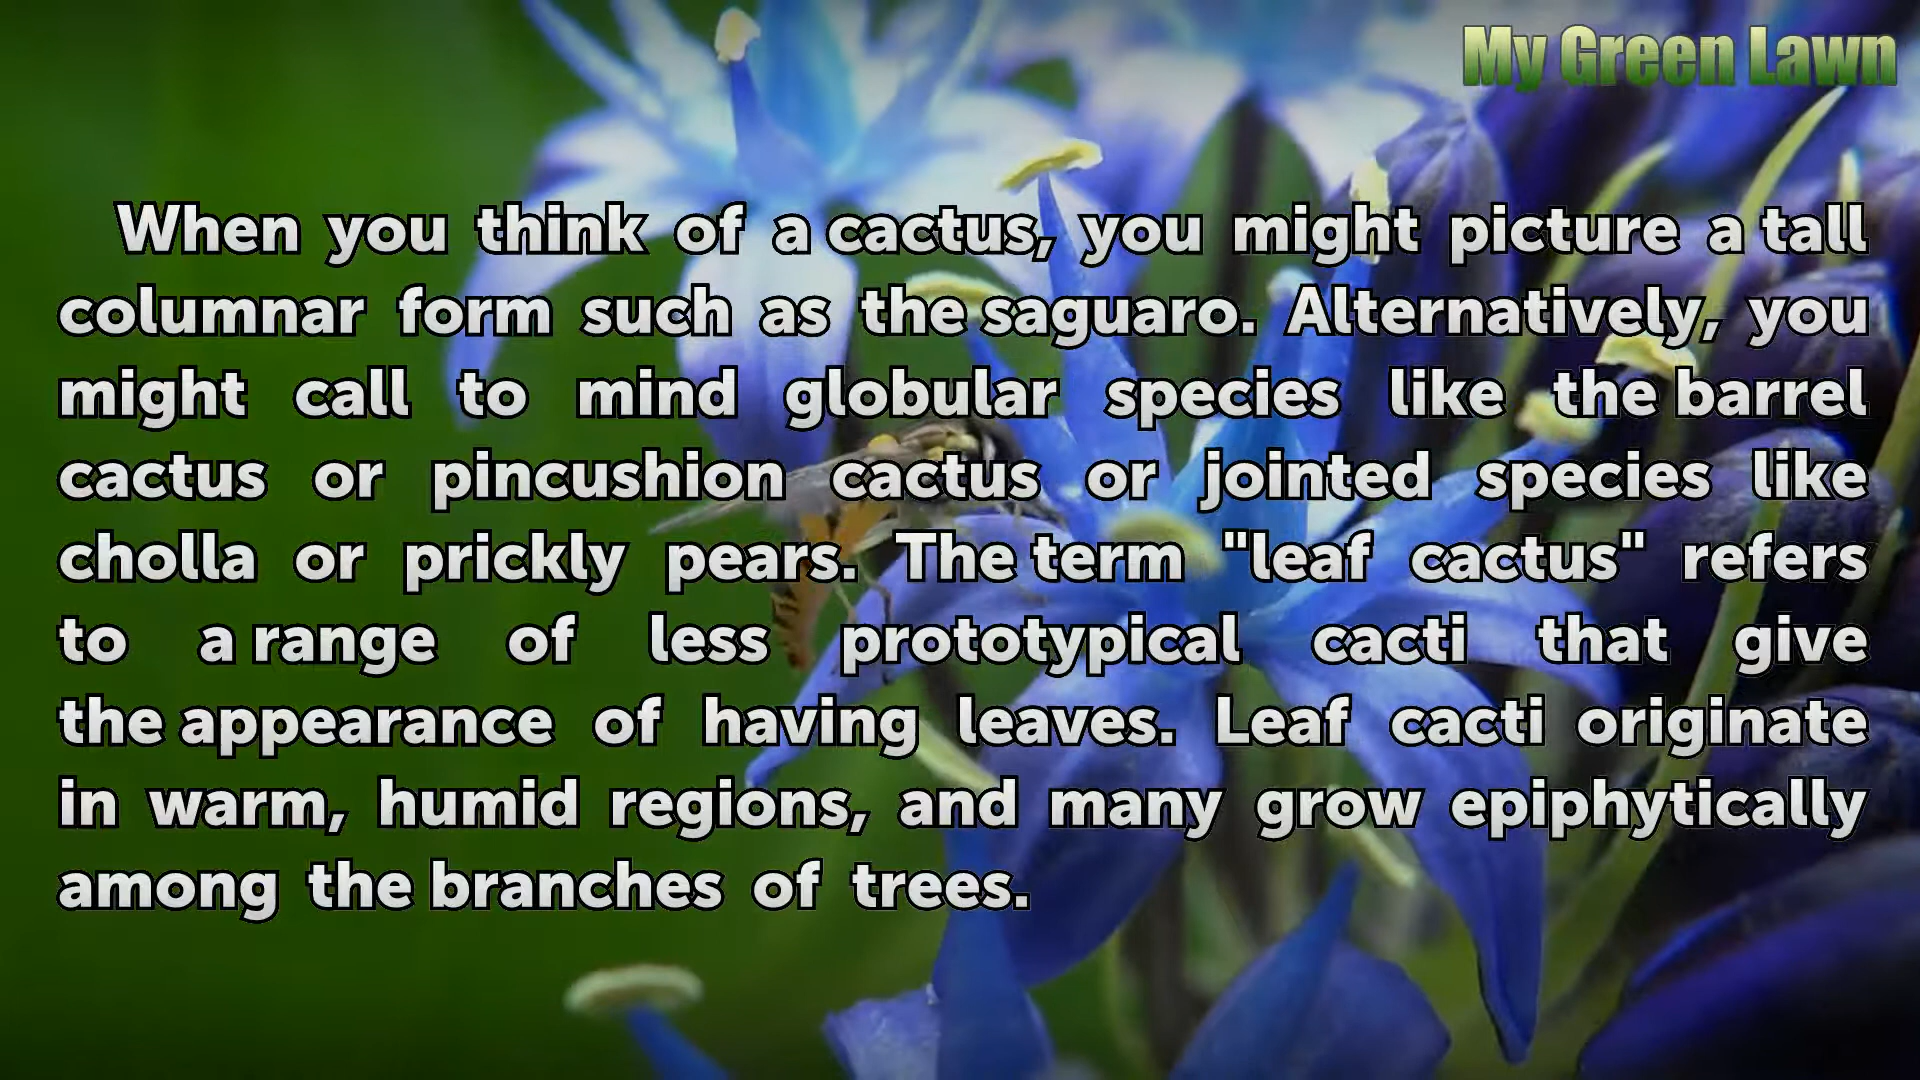 My Green Lawn
When you think of a cactus, you might picture a tall
columnar form such as the saguaro. Alternatively, you
might call to mind globular species like the barrel
cactus or pincushion cactus or jointed species like
cholla or prickly pears. The term "leaf cactus" refers
to a range of less prototypical cacti that give
the appearance of having leaves. Leaf cacti originate
in warm, humid regions, and many grow epiphytically
among the branches of trees.